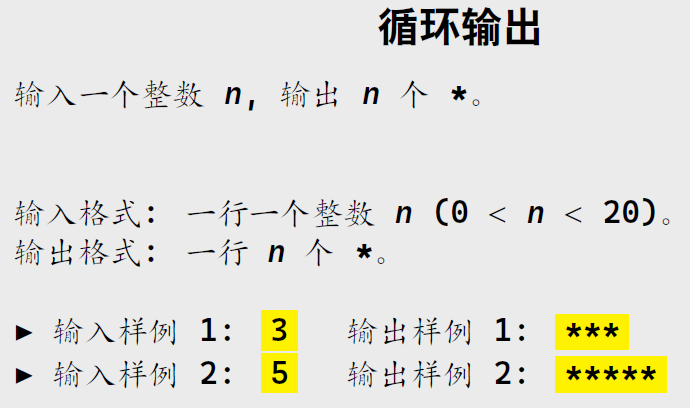 循环输出
输入一个整数 n, 输出 n 个 *。
输入格式: 一行一个整数 n (0 < n < 20)。
输出格式: 一行 n 个 *。
▶ 输入样例 1: 3 输出样例 1: ***
▶ 输入样例 2: 5 输出样例 2: *****